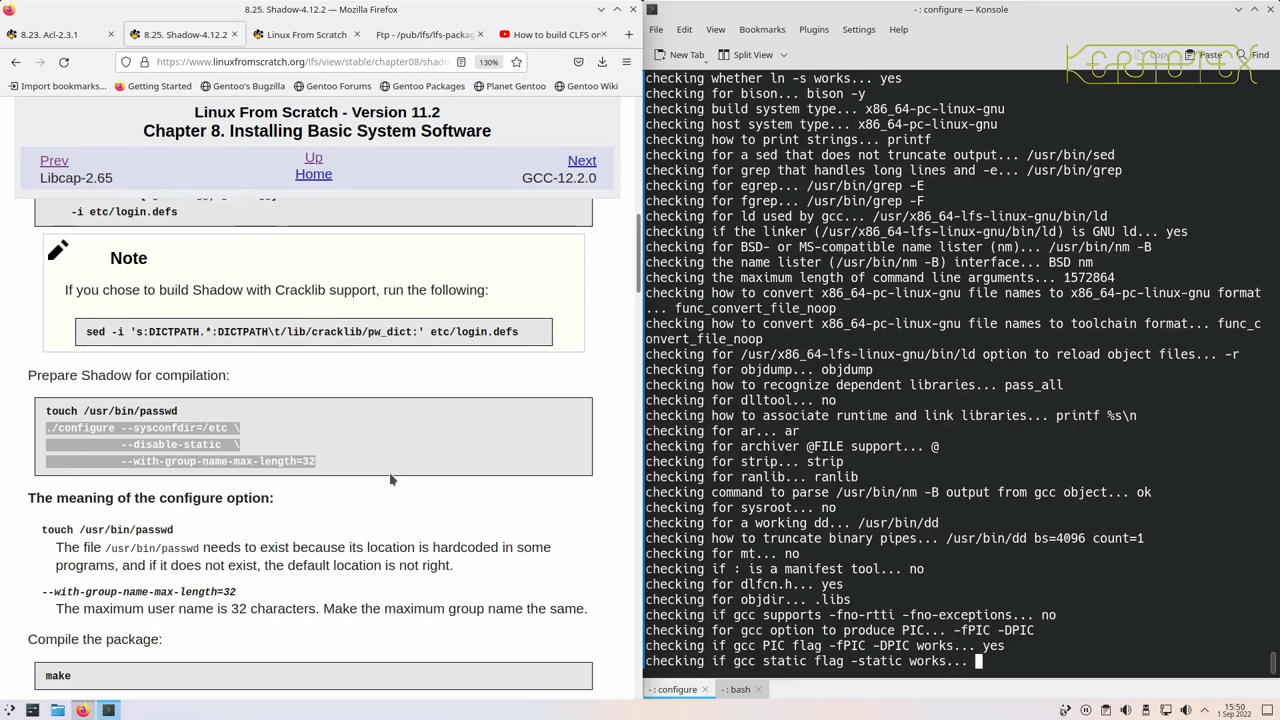 8.25. Shadow-4.12.2 — Mozilla Firefox
8.23. Acl-2.3.1
8.25. Shadow-4.12.2
Linux From Scratch
Ftp - /pub/lfs/lfs-packag
How to build CLFS on
https://www.linuxfromscratch.org/lfs/view/stable/chapter08/shado
130%
Import bookmarks...
Getting Started
Gentoo's Bugzilla
Gentoo Forums
Gentoo Packages
Planet Gentoo
Gentoo Wiki
Linux From Scratch - Version 11.2
Chapter 8. Installing Basic System Software
Prev
Up
Next
Libcap-2.65
Home
GCC-12.2.0
-i etc/login.defs
Note
If you chose to build Shadow with Cracklib support, run the following:
sed -i 's:DICTPATH.*:DICTPATH\t/lib/cracklib/pw_dict:' etc/login.defs
Prepare Shadow for compilation:
touch /usr/bin/passwd
./configure --sysconfdir=/etc \
--disable-static \
--with-group-name-max-length=32
The meaning of the configure option:
touch /usr/bin/passwd
The file /usr/bin/passwd needs to exist because its location is hardcoded in some
programs, and if it does not exist, the default location is not right.
--with-group-name-max-length=32
The maximum user name is 32 characters. Make the maximum group name the same.
Compile the package:
make
- : configure — Konsole
File Edit View Bookmarks Plugins Settings Help
New Tab
Split View
Copy
Paste
Find
KERNOTEX
checking whether ln -s works... yes
checking for bison... bison -y
checking build system type... x86_64-pc-linux-gnu
checking host system type... x86_64-pc-linux-gnu
checking how to print strings... printf
checking for a sed that does not truncate output... /usr/bin/sed
checking for grep that handles long lines and -e... /usr/bin/grep
checking for egrep... /usr/bin/grep -E
checking for fgrep... /usr/bin/grep -F
checking for ld used by gcc... /usr/x86_64-lfs-linux-gnu/bin/ld
checking if the linker (/usr/x86_64-lfs-linux-gnu/bin/ld) is GNU ld... yes
checking for BSD- or MS-compatible name lister (nm)... /usr/bin/nm -B
checking the name lister (/usr/bin/nm -B) interface... BSD nm
checking the maximum length of command line arguments... 1572864
checking how to convert x86_64-pc-linux-gnu file names to x86_64-pc-linux-gnu format
... func_convert_file_noop
checking how to convert x86_64-pc-linux-gnu file names to toolchain format... func_c
onvert_file_noop
checking for /usr/x86_64-lfs-linux-gnu/bin/ld option to reload object files... -r
checking for objdump... objdump
checking how to recognize dependent libraries... pass_all
checking for dlltool... no
checking how to associate runtime and link libraries... printf %s\n
checking for ar... ar
checking for archiver @FILE support... @
checking for strip... strip
checking for ranlib... ranlib
checking command to parse /usr/bin/nm -B output from gcc object... ok
checking for sysroot... no
checking for a working dd... /usr/bin/dd
checking how to truncate binary pipes... /usr/bin/dd bs=4096 count=1
checking for mt... no
checking if : is a manifest tool... no
checking for dlfcn.h... yes
checking for objdir... .libs
checking if gcc supports -fno-rtti -fno-exceptions... no
checking for gcc option to produce PIC... -fPIC -DPIC
checking if gcc PIC flag -fPIC -DPIC works... yes
checking if gcc static flag -static works...
- : configure
- : bash
15:50
1 Sep 2022